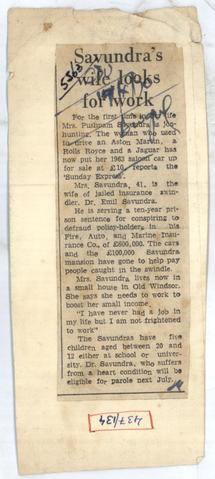 Savundra's
wife looks
for work
For the first time in her life
Mrs. Pushpam Savundra is job-
hunting. The woman who used
to drive an Aston Martin, a
Rolls Royce and a Jaguar has
now put her 1963 saloon car up
for sale at £10, reports the
'Sunday Express'.
Mrs. Savundra, 41, is the
wife of jailed insurance swin-
dler, Dr. Emil Savundra.
He is serving a ten-year pri-
son sentence for conspiring to
defraud policy-holders in his
Fire, Auto, and Marine Insu-
rance Co., of £600,000. The cars
and the £100,000 Savundra
mansion have gone to help pay
people caught in the swindle.
Mrs. Savundra lives now in
a small house in Old Windsor.
She says she needs to work to
boost her small income.
"I have never had a job in
my life but I am not frightened
to work"
The Savundras have five
children aged between 20 and
12 either at school or univer-
sity. Dr. Savundra, who suffers
from a heart condition will be
eligible for parole next July.
437/134